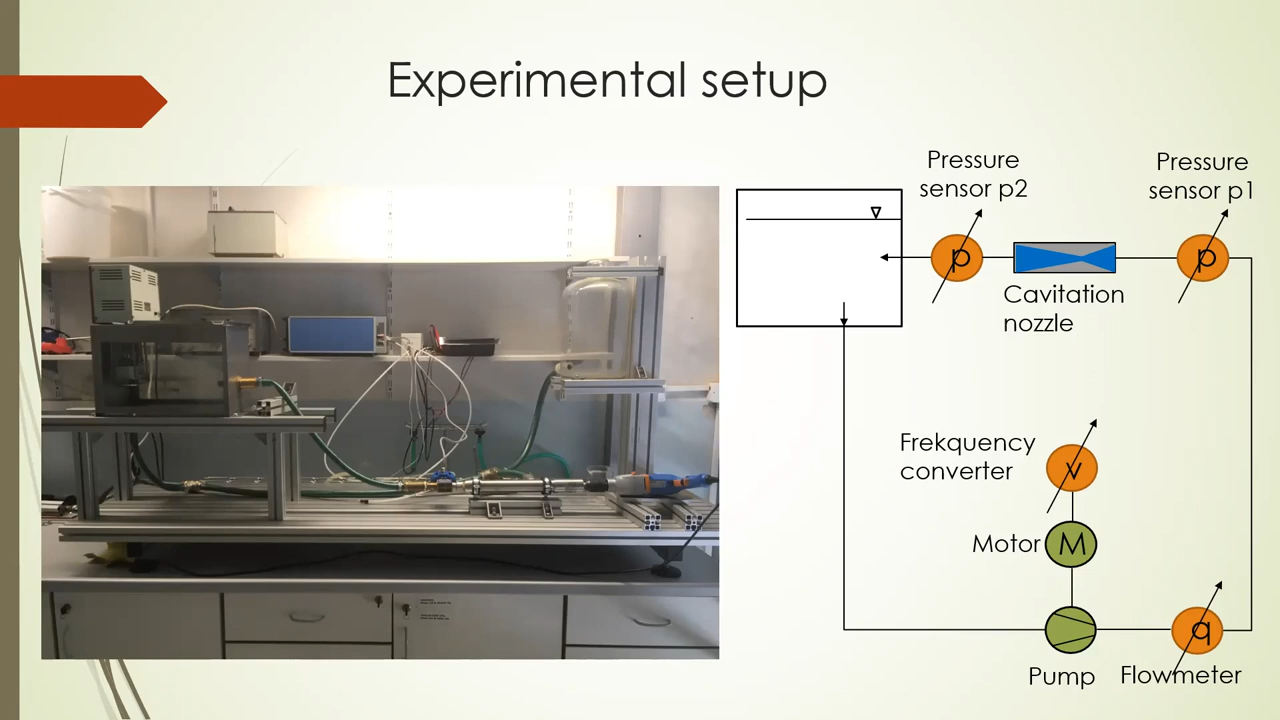 Experimental setup
Pressure
sensor p2
Pressure
sensor p1
p
p
Cavitation
nozzle
Frekquency
converter
v
Motor
M
q
Pump
Flowmeter